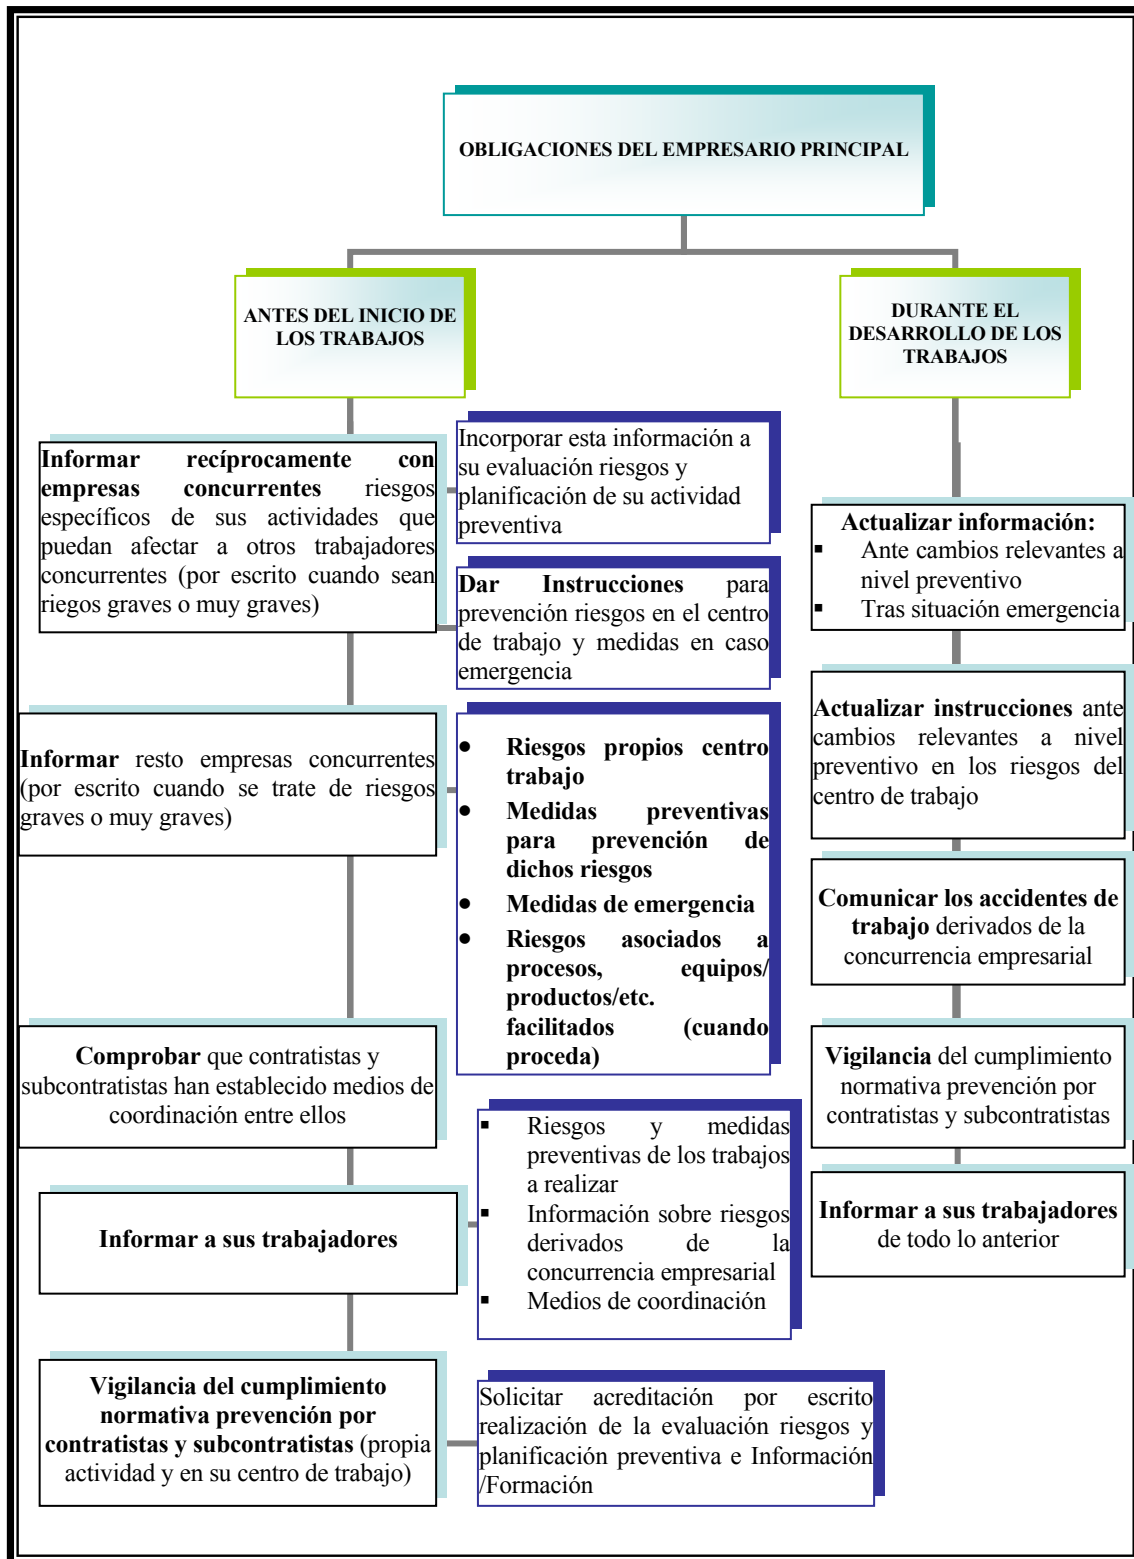 OBLIGACIONES DEL EMPRESARIO PRINCIPAL
ANTES DEL INICIO DE
LOS TRABAJOS
Informar recíprocamente con
empresas concurrentes riesgos
específicos de sus actividades que
puedan afectar a otros trabajadores
concurrentes (por escrito cuando sean
riegos graves o muy graves)
Incorporar esta información a
su evaluación riesgos y
planificación de su actividad
preventiva
Dar Instrucciones para
prevención riesgos en el centro
de trabajo y medidas en caso
emergencia
Informar resto empresas concurrentes
(por escrito cuando se trate de riesgos
graves o muy graves)
● Riesgos propios centro
trabajo
● Medidas preventivas
para prevención de
dichos riesgos
● Medidas de emergencia
● Riesgos asociados a
procesos, equipos/
productos/etc.
facilitados (cuando
proceda)
Comprobar que contratistas y
subcontratistas han establecido medios de
coordinación entre ellos
Informar a sus trabajadores
▪ Riesgos y medidas
preventivas de los trabajos
a realizar
▪ Información sobre riesgos
derivados de la
concurrencia empresarial
▪ Medios de coordinación
Vigilancia del cumplimiento
normativa prevención por
contratistas y subcontratistas (propia
actividad y en su centro de trabajo)
Solicitar acreditación por escrito
realización de la evaluación riesgos y
planificación preventiva e Información
/Formación
DURANTE EL
DESARROLLO DE LOS
TRABAJOS
Actualizar información:
▪ Ante cambios relevantes a
nivel preventivo
▪ Tras situación emergencia
Actualizar instrucciones ante
cambios relevantes a nivel
preventivo en los riesgos del
centro de trabajo
Comunicar los accidentes de
trabajo derivados de la
concurrencia empresarial
Vigilancia del cumplimiento
normativa prevención por
contratistas y subcontratistas
Informar a sus trabajadores
de todo lo anterior